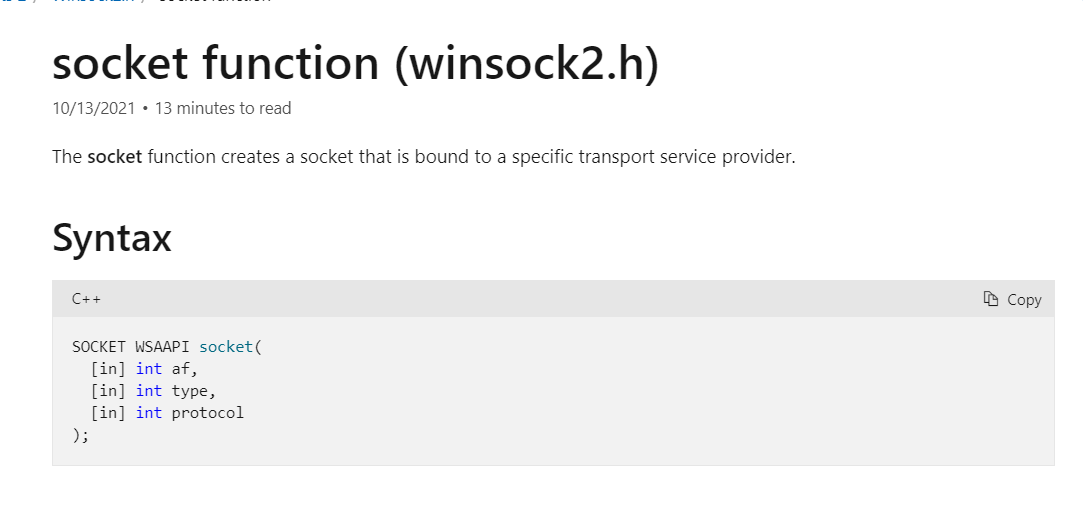 socket function (winsock2.h)
10/13/2021 • 13 minutes to read
The socket function creates a socket that is bound to a specific transport service provider.
Syntax
C++ Copy
SOCKET WSAAPI socket(
  [in] int af,
  [in] int type,
  [in] int protocol
);